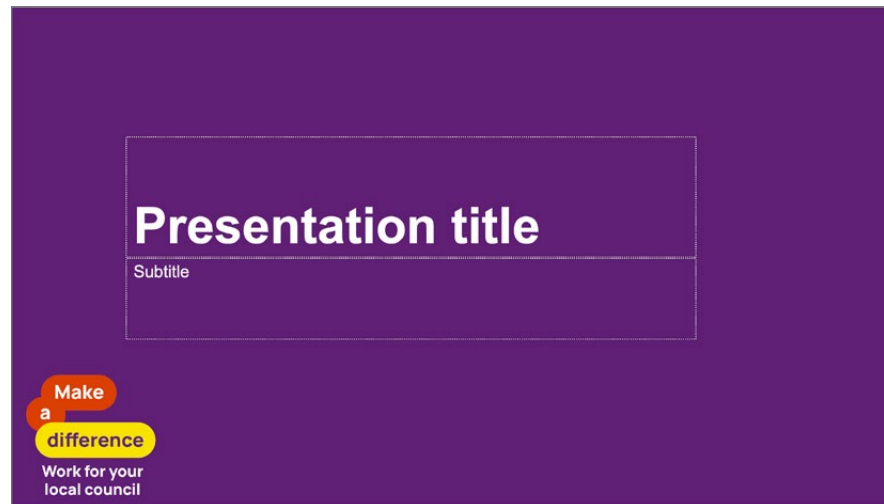 Presentation title
Subtitle
Make
a
difference
Work for your
local council